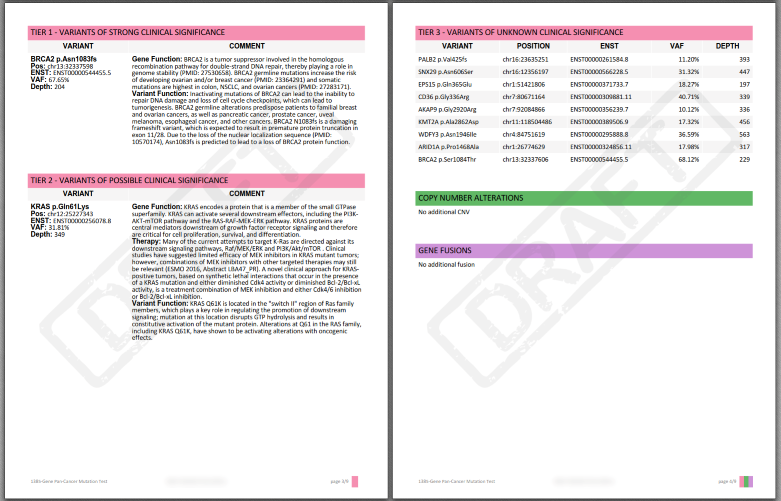 TIER 1 - VARIANTS OF STRONG CLINICAL SIGNIFICANCE
VARIANT COMMENT
BRCA2 p.Asn1083fs
Pos: chr13:32337598
ENST: ENST00000544455.5
VAF: 67.65%
Depth: 204
Gene Function: BRCA2 is a tumor suppressor involved in the homologous
recombination pathway for double-strand DNA repair, thereby playing a role in
genome stability (PMID: 27530658). BRCA2 germline mutations increase the risk
of developing ovarian and/or breast cancer (PMID: 23364291) and somatic
mutations are highest in colon, NSCLC, and ovarian cancers (PMID: 27283171).
Variant Function: inactivating mutations of BRCA2 can lead to the inability to
repair DNA damage and loss of cell cycle checkpoints, which can lead to
tumorigenesis. BRCA2 germline alterations predispose patients to familial breast
and ovarian cancers, as well as pancreatic cancer, prostate cancer, uveal
melanoma, esophageal cancer, and other cancers. BRCA2 N1083fs is a damaging
frameshift variant, which is expected to result in premature protein truncation in
exon 11/28. Due to the loss of the nuclear localization sequence (PMID:
10570174), Asn1083fs is predicted to lead to a loss of BRCA2 protein function.
TIER 2 - VARIANTS OF POSSIBLE CLINICAL SIGNIFICANCE
VARIANT COMMENT
KRAS p.Gln61Lys
Pos: chr12:25227343
ENST: ENST00000256078.8
VAF: 31.81%
Depth: 349
Gene Function: KRAS encodes a protein that is a member of the small GTPase
superfamily. KRAS can activate several downstream effectors, including the PI3K-
AKT-mTOR pathway and the RAS-RAF-MEK-ERK pathway. KRAS proteins are
central mediators downstream of growth factor receptor signaling and therefore
are critical for cell proliferation, survival, and differentiation.
Therapy: Many of the current attempts to target K-Ras are directed against its
downstream signaling pathways, Raf/MEK/ERK and PI3K/Akt/mTOR . Clinical
studies have suggested limited efficacy of MEK inhibitors in KRAS mutant tumors;
however, combinations of MEK inhibitors with other targeted therapies may still
be relevant (ESMO 2016, Abstract LBA47_PR). A novel clinical approach for KRAS-
positive tumors, based on synthetic lethal interactions that occur in the presence
of a KRAS mutation and either diminished Cdk4 activity or diminished Bcl-2/Bcl-xL
activity, is a treatment combination of MEK inhibition and either Cdk4/6 inhibition
or Bcl-2/Bcl-xL inhibition.
Variant Function: KRAS Q61K is located in the "switch II" region of Ras family
members, which plays a key role in regulating the promotion of downstream
signaling; mutation at this location disrupts GTP hydrolysis and results in
constitutive activation of the mutant protein. Alterations at Q61 in the RAS family,
including KRAS Q61K, have shown to be activating alterations with oncogenic
effects.
DRAFT
Gene Pan-Cancer Mutation Test
page 3/9
TIER 3 - VARIANTS OF UNKNOWN CLINICAL SIGNIFICANCE
VARIANT POSITION ENST VAF DEPTH
PALB2 p.Val425fs chr16:23635251 ENST00000261584.8 11.20% 393
SNX29 p.Asn606Ser chr16:12356197 ENST00000566228.5 31.32% 447
EPS15 p.Gln365Glu chr1:51421806 ENST00000371733.7 18.27% 197
CD36 p.Gly336Arg chr7:80671164 ENST00000309881.11 40.71% 339
AKAP9 p.Gly2920Arg chr7:92084866 ENST00000356239.7 10.12% 336
KMT2A p.Ala2862Asp chr11:118504486 ENST00000389506.9 17.32% 456
WDFY3 p.Asn1946Ile chr4:84751619 ENST00000295888.8 36.59% 563
ARID1A p.Pro1468Ala chr1:26774629 ENST00000324856.11 17.98% 317
BRCA2 p.Ser1084Thr chr13:32337606 ENST00000544455.5 68.12% 229
COPY NUMBER ALTERATIONS
No additional CNV
GENE FUSIONS
No additional fusion
DRAFT
Gene Pan-Cancer Mutation Test
page 4/9